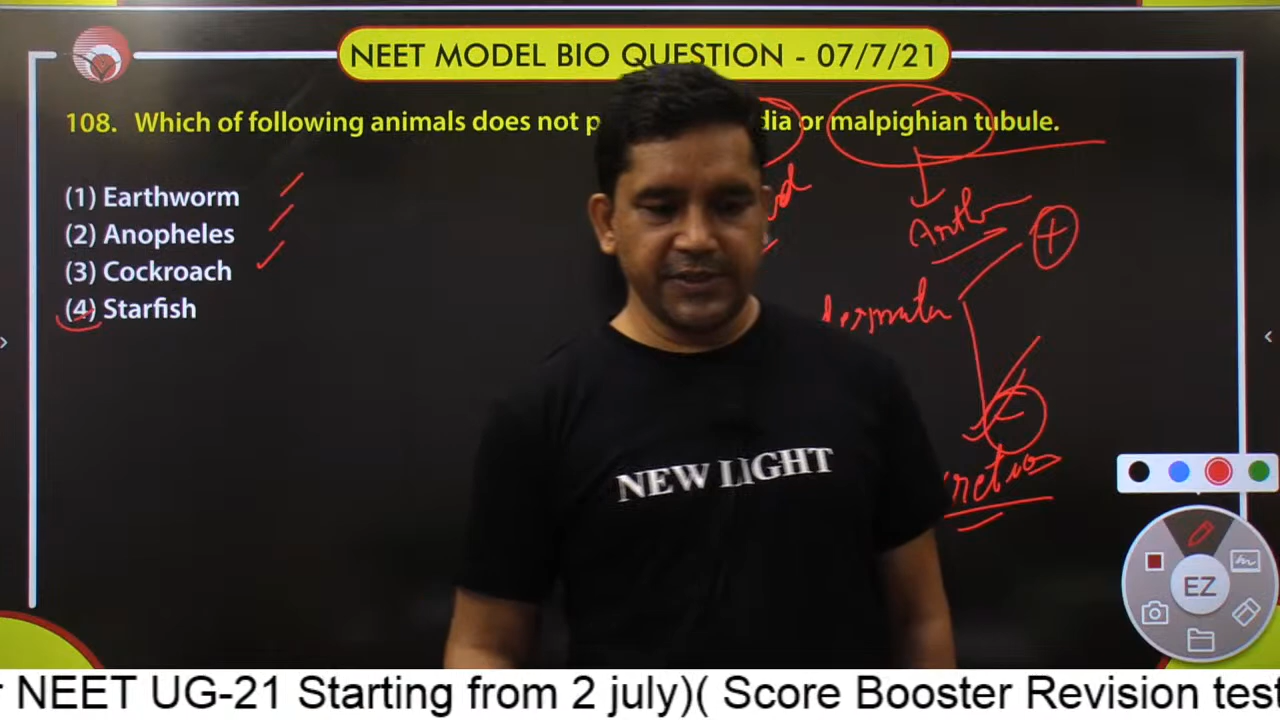 NEET MODEL BIO QUESTION - 07/7/21
108. Which of following animals does not p dia or malpighian tubule.
(1) Earthworm
(2) Anopheles
(3) Cockroach
(4) Starfish
NEW LIGHT
EZ
r NEET UG-21 Starting from 2 july)( Score Booster Revision test